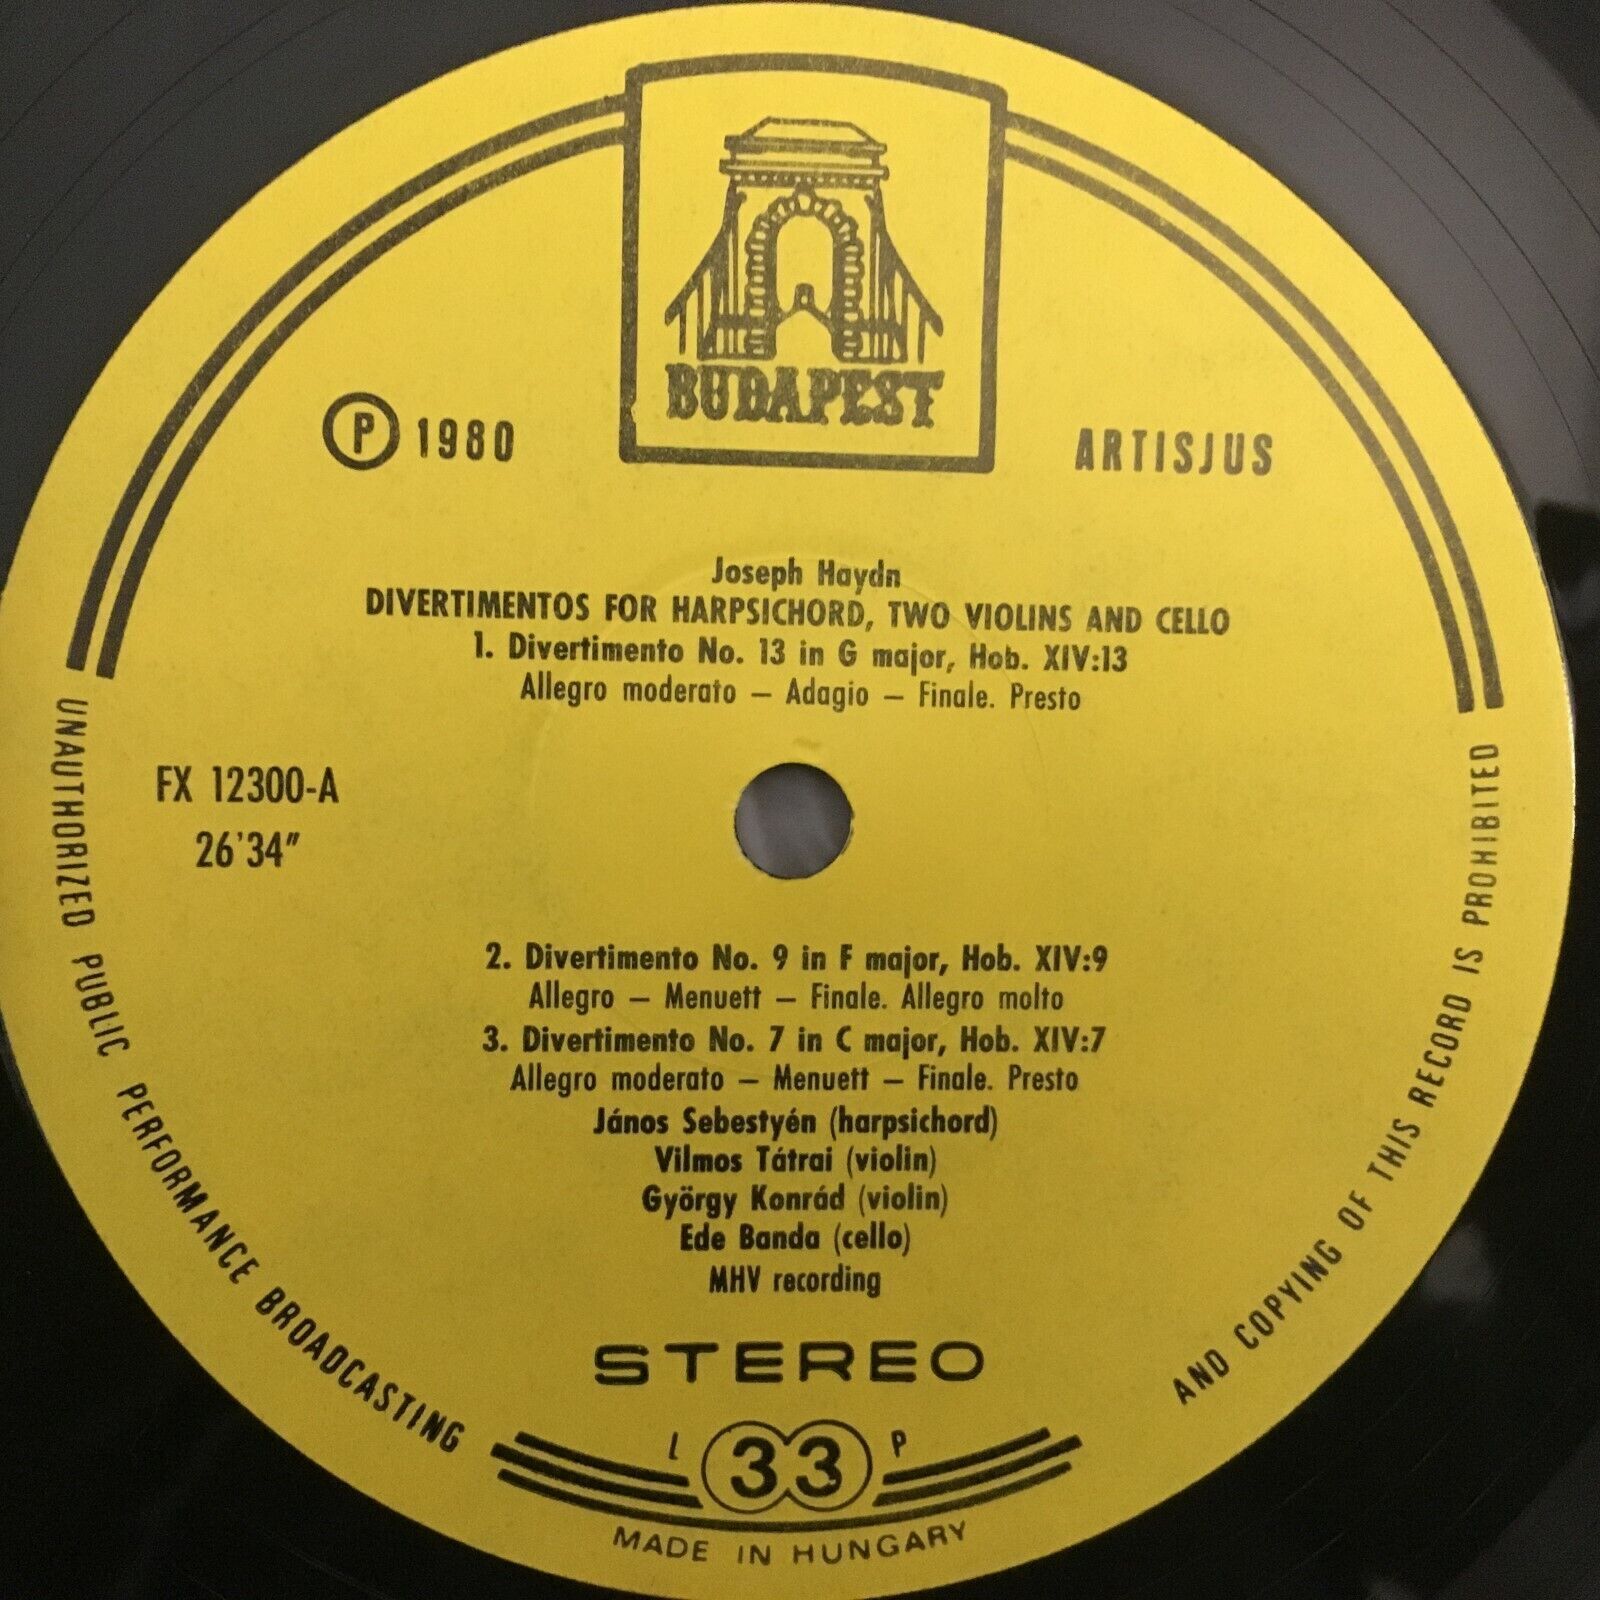 BUDAPEST
Ⓟ 1980
ARTISJUS
Joseph Haydn
DIVERTIMENTOS FOR HARPSICHORD, TWO VIOLINS AND CELLO
1. Divertimento No. 13 in G major, Hob. XIV:13
Allegro moderato – Adagio – Finale. Presto
FX 12300-A
26'34"
2. Divertimento No. 9 in F major, Hob. XIV:9
Allegro – Menuett – Finale. Allegro molto
3. Divertimento No. 7 in C major, Hob. XIV:7
Allegro moderato – Menuett – Finale. Presto
János Sebestyén (harpsichord)
Vilmos Tátrai (violin)
György Konrád (violin)
Ede Banda (cello)
MHV recording
STEREO
L 33 P
MADE IN HUNGARY
UNAUTHORIZED PUBLIC PERFORMANCE BROADCASTING
AND COPYING OF THIS RECORD IS PROHIBITED